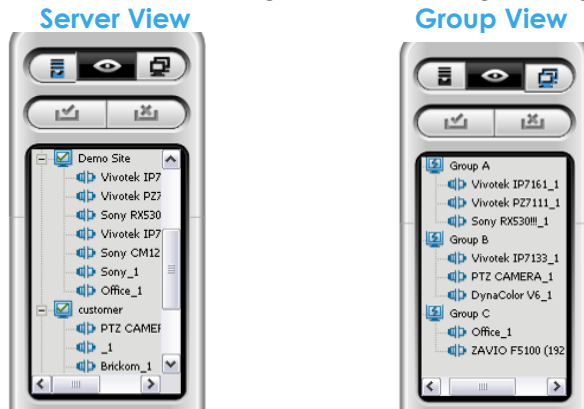 Server View
Demo Site
Vivotek IP7
Vivotek PZ7
Sony RX530
Vivotek IP7
Sony CM12
Sony_1
Office_1
customer
PTZ CAMER
_1
Brickom_1
Group View
Group A
Vivotek IP7161_1
Vivotek PZ7111_1
Sony RX530!!!_1
Group B
Vivotek IP7133_1
PTZ CAMERA_1
DynaColor V6_1
Group C
Office_1
ZAVIO F5100 (192